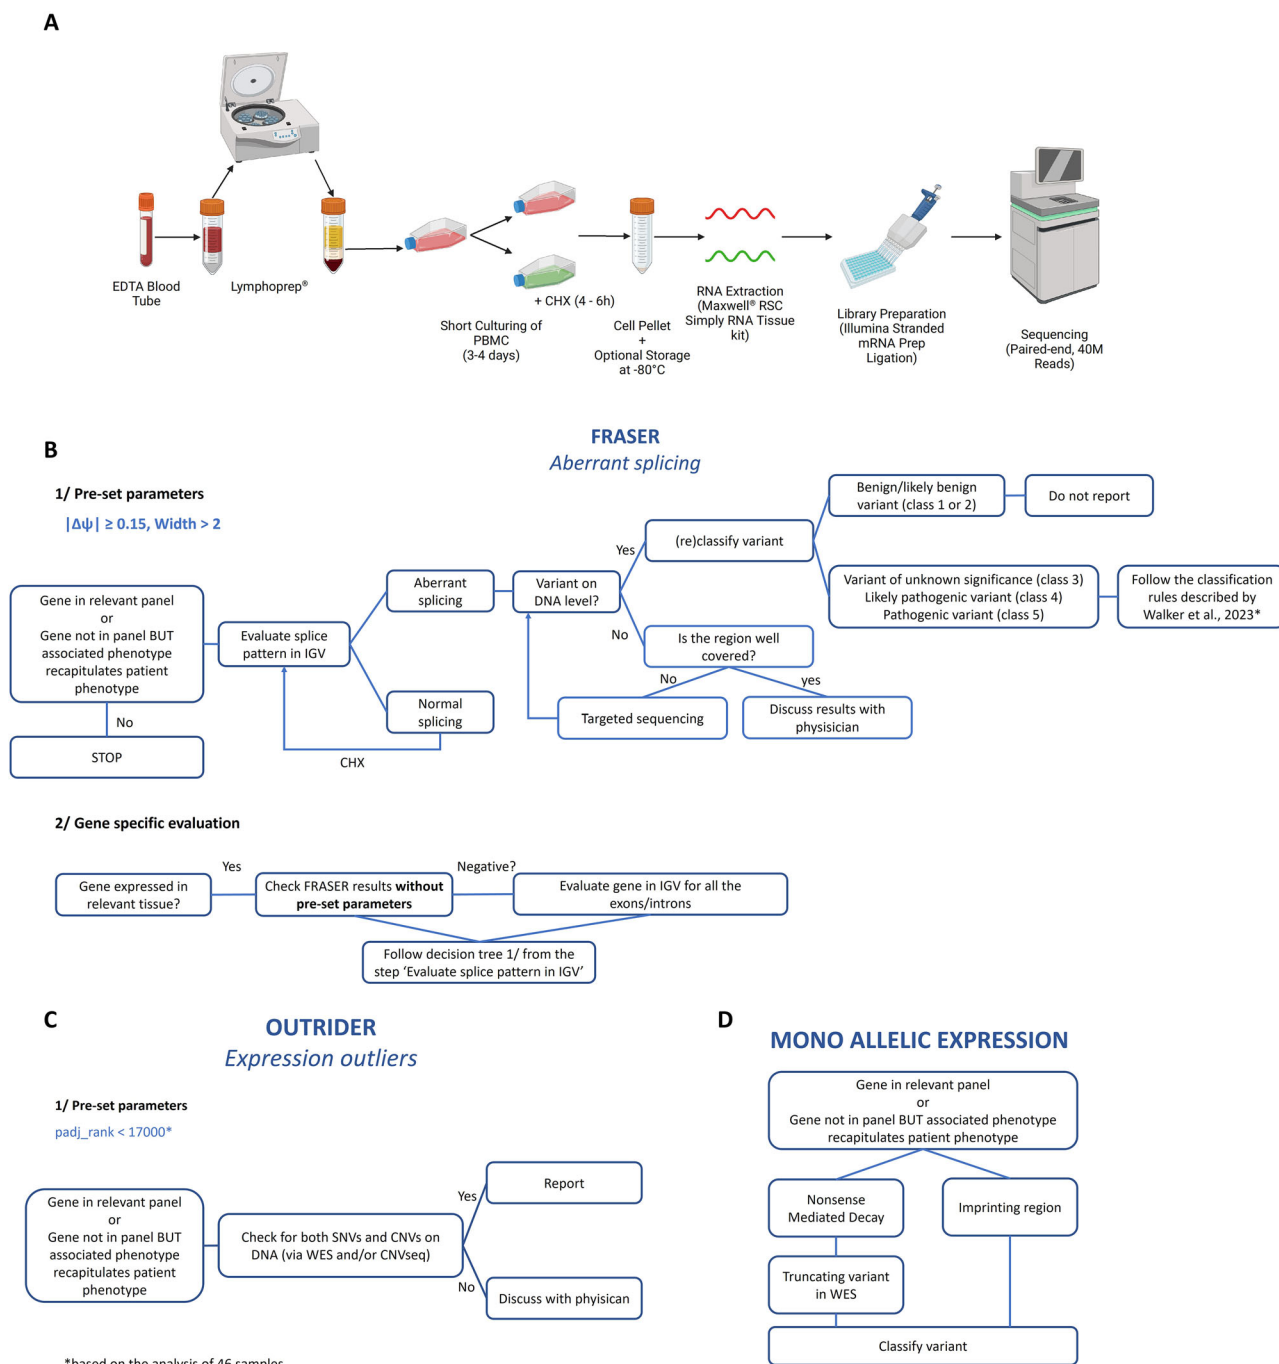 A
EDTA Blood
Tube
Lymphoprep®
+ CHX (4 - 6h)
Short Culturing of
PBMC
(3-4 days)
Cell Pellet
+
Optional Storage
at -80°C
RNA Extraction
(Maxwell® RSC
Simply RNA Tissue
kit)
Library Preparation
(Illumina Stranded
mRNA Prep
Ligation)
Sequencing
(Paired-end, 40M
Reads)
B
FRASER
Aberrant splicing
1/ Pre-set parameters
|Δψ| ≥ 0.15, Width > 2
Gene in relevant panel
or
Gene not in panel BUT
associated phenotype
recapitulates patient
phenotype
No
STOP
Evaluate splice
pattern in IGV
Aberrant
splicing
Normal
splicing
CHX
Variant on
DNA level?
Yes
No
(re)classify variant
Is the region well
covered?
No
yes
Targeted sequencing
Discuss results with
physisician
Benign/likely benign
variant (class 1 or 2)
Do not report
Variant of unknown significance (class 3)
Likely pathogenic variant (class 4)
Pathogenic variant (class 5)
Follow the classification
rules described by
Walker et al., 2023*
2/ Gene specific evaluation
Gene expressed in
relevant tissue?
Yes
Check FRASER results without
pre-set parameters
Negative?
Evaluate gene in IGV for all the
exons/introns
Follow decision tree 1/ from the
step ‘Evaluate splice pattern in IGV’
C
OUTRIDER
Expression outliers
1/ Pre-set parameters
padj_rank < 17000*
Gene in relevant panel
or
Gene not in panel BUT
associated phenotype
recapitulates patient
phenotype
Check for both SNVs and CNVs on
DNA (via WES and/or CNVseq)
Yes
Report
No
Discuss with phyisican
*based on the analysis of 46 samples
D
MONO ALLELIC EXPRESSION
Gene in relevant panel
or
Gene not in panel BUT associated phenotype
recapitulates patient phenotype
Nonsense
Mediated Decay
Imprinting region
Truncating variant
in WES
Classify variant